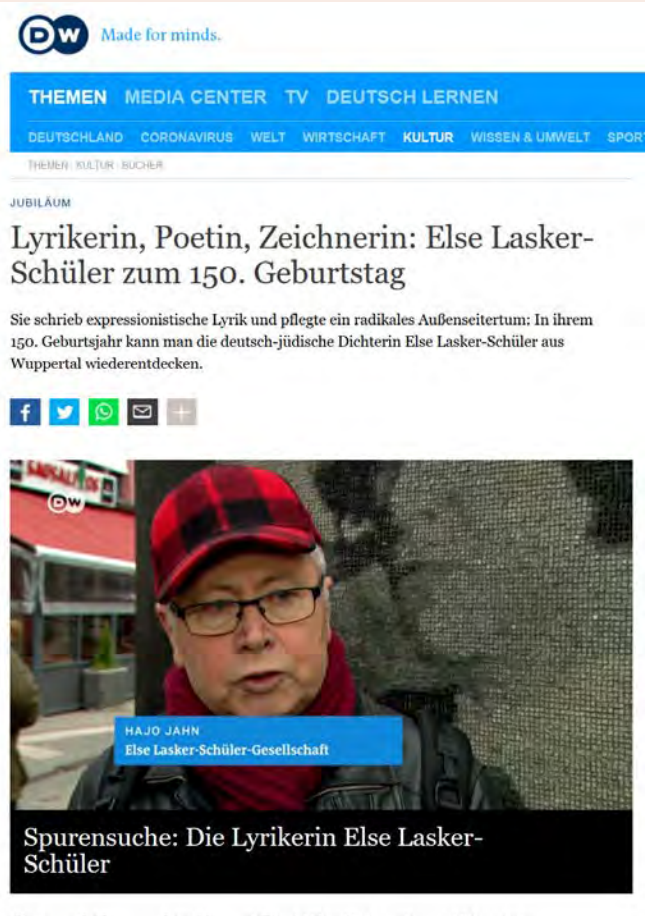 DW Made for minds.
THEMEN MEDIA CENTER TV DEUTSCH LERNEN
DEUTSCHLAND CORONAVIRUS WELT WIRTSCHAFT KULTUR WISSEN & UMWELT SPOR
THEMEN KULTUR BÜCHER
JUBILÄUM
Lyrikerin, Poetin, Zeichnerin: Else Lasker-
Schüler zum 150. Geburtstag
Sie schrieb expressionistische Lyrik und pflegte ein radikales Außenseitertum: In ihrem
150. Geburtsjahr kann man die deutsch-jüdische Dichterin Else Lasker-Schüler aus
Wuppertal wiederentdecken.
DW
HAJO JAHN
Else Lasker-Schüler-Gesellschaft
Spurensuche: Die Lyrikerin Else Lasker-
Schüler